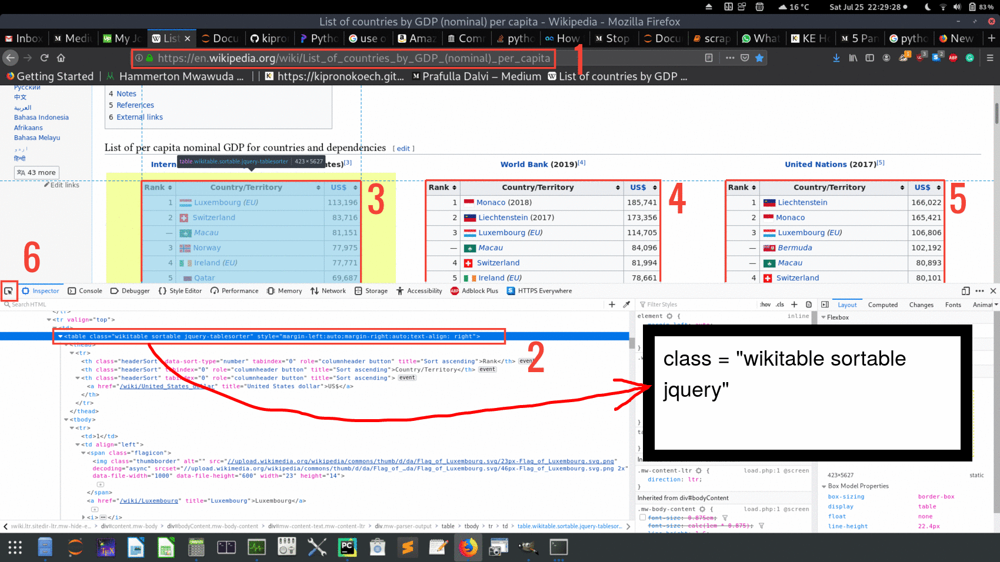 16 °C Sat Jul 25 22:29:28 83 %
List of countries by GDP (nominal) per capita - Wikipedia - Mozilla Firefox
Inbo Medi My Jo List Docu kipro Pytho use o Amaz Com pytho How Stop Docu scrap What KE H 5 Pan pytho New
https://en.wikipedia.org/wiki/List_of_countries_by_GDP_(nominal)_per_capita 1
Getting Started Hammerton Mwawuda ... https://kipronokoech.git... Prafulla Dalvi – Medium List of countries by GDP ...
Русский
中文
العربية
Bahasa Indonesia
Afrikaans
Bahasa Melayu
اردو
हिन्दी
43 more
Edit links
4 Notes
5 References
6 External links
List of per capita nominal GDP for countries and dependencies [ edit ]
table.wikitable.sortable.jquery-tablesorter 423 × 5627
Intern ates)[3] World Bank (2019)[4] United Nations (2017)[5]
Rank Country/Territory US$
1 Luxembourg (EU) 113,196
2 Switzerland 83,716
— Macau 81,151
3 Norway 77,975
4 Ireland (EU) 77,771
5 Qatar 69,687
3
Rank Country/Territory US$
1 Monaco (2018) 185,741
2 Liechtenstein (2017) 173,356
3 Luxembourg (EU) 114,705
— Macau 84,096
4 Switzerland 81,994
5 Ireland (EU) 78,661
4
Rank Country/Territory US$
1 Liechtenstein 166,022
2 Monaco 165,421
3 Luxembourg (EU) 106,806
— Bermuda 102,192
— Macau 80,893
4 Switzerland 80,101
5
6
Inspector Console Debugger Style Editor Performance Memory Network Storage Accessibility Adblock Plus HTTPS Everywhere
Search HTML
</tr>
<tr valign="top">
<td>
<table class="wikitable sortable jquery-tablesorter" style="margin-left:auto;margin-right:auto;text-align: right">
2
<thead>
<tr>
<th class="headerSort" data-sort-type="number" tabindex="0" role="columnheader button" title="Sort ascending">Rank</th> event
<th class="headerSort" tabindex="0" role="columnheader button" title="Sort ascending">Country/Territory</th> event
<th class="headerSort" tabindex="0" role="columnheader button" title="Sort ascending"> event
<a href="/wiki/United_States_dollar" title="United States dollar">US$</a>
</th>
</tr>
</thead>
<tbody>
<tr>
<td>1</td>
<td align="left">
<span class="flagicon">
<img class="thumbborder" alt="" src="//upload.wikimedia.org/wikipedia/commons/thumb/d/da/Flag_of_Luxembourg.svg/23px-Flag_of_Luxembourg.svg.png"
decoding="async" srcset="//upload.wikimedia.org/wikipedia/commons/thumb/d/da/Flag_of_…da/Flag_of_Luxembourg.svg/46px-Flag_of_Luxembourg.svg.png 2x"
data-file-width="1000" data-file-height="600" width="23" height="14">
</span>
<a href="/wiki/Luxembourg" title="Luxembourg">Luxembourg</a>
<i>
</i>
wiki.ltr.sitedir-ltr.mw-hide-e... div#content.mw-body div#bodyContent.mw-body-content div#mw-content-text.mw-content-ltr div.mw-parser-output table tbody tr td table.wikitable.sortable.jquery-tablesor...
Filter Styles :hov .cls
element { inline
margin-left: auto;
}
class = "wikitable sortable
jquery"
}
}
.mw-content-ltr { load.php:1 @screen
direction: ltr;
}
Inherited from div#bodyContent
.mw-body-content { load.php:1 @screen
font-size: 0.875em;
font-size: calc(1em * 0.875);
line-height: 1.6;
Layout Computed Changes Fonts Animat
Flexbox
423×5627 static
Box Model Properties
box-sizing border-box
display table
float none
line-height 22.4px